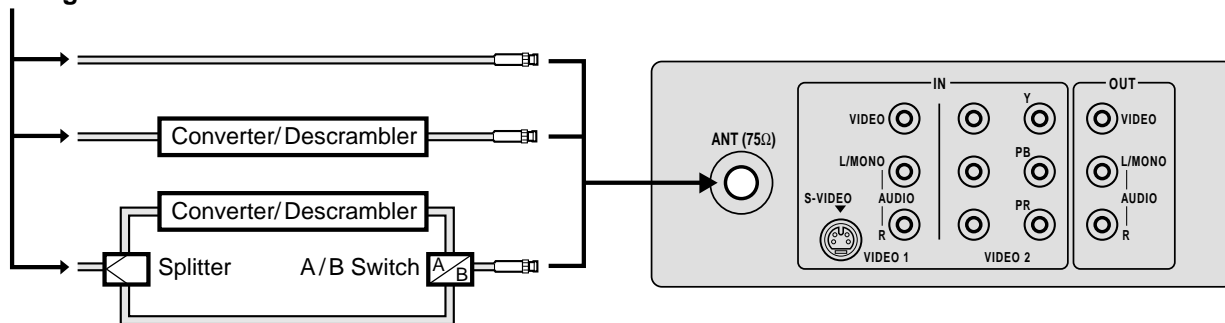 Converter/Descrambler
Converter/Descrambler
Splitter
A/B Switch
A
B
ANT (75Ω)
IN
OUT
VIDEO
Y
VIDEO
L/MONO
PB
L/MONO
S-VIDEO
AUDIO
PR
AUDIO
R
R
VIDEO 1
VIDEO 2